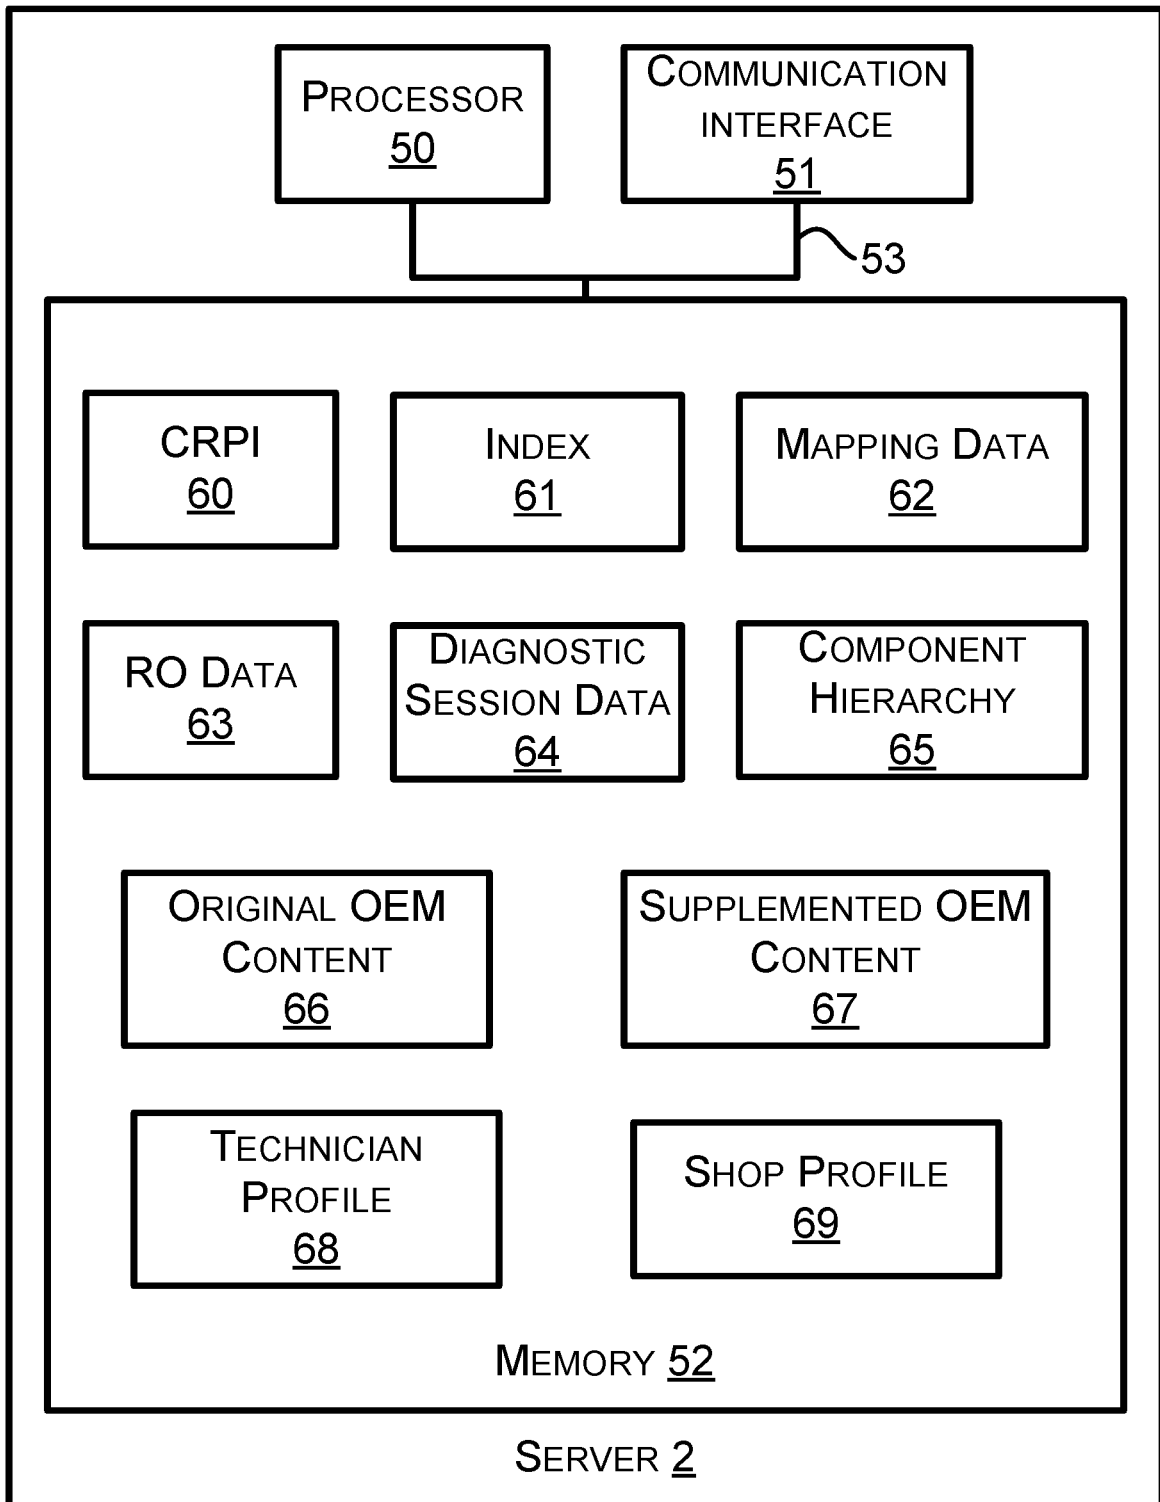 PROCESSOR
50
COMMUNICATION
INTERFACE
51
53
CRPI
60
INDEX
61
MAPPING DATA
62
RO DATA
63
DIAGNOSTIC
SESSION DATA
64
COMPONENT
HIERARCHY
65
ORIGINAL OEM
CONTENT
66
SUPPLEMENTED OEM
CONTENT
67
TECHNICIAN
PROFILE
68
SHOP PROFILE
69
MEMORY 52
SERVER 2